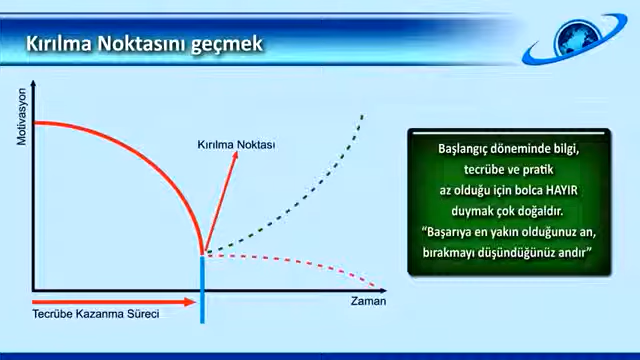 Kırılma Noktasını geçmek
Motivasyon
Kırılma Noktası
Başlangıç döneminde bilgi,
tecrübe ve pratik
az olduğu için bolca HAYIR
duymak çok doğaldır.
“Başarıya en yakın olduğunuz an,
bırakmayı düşündüğünüz andır”
Zaman
Tecrübe Kazanma Süreci